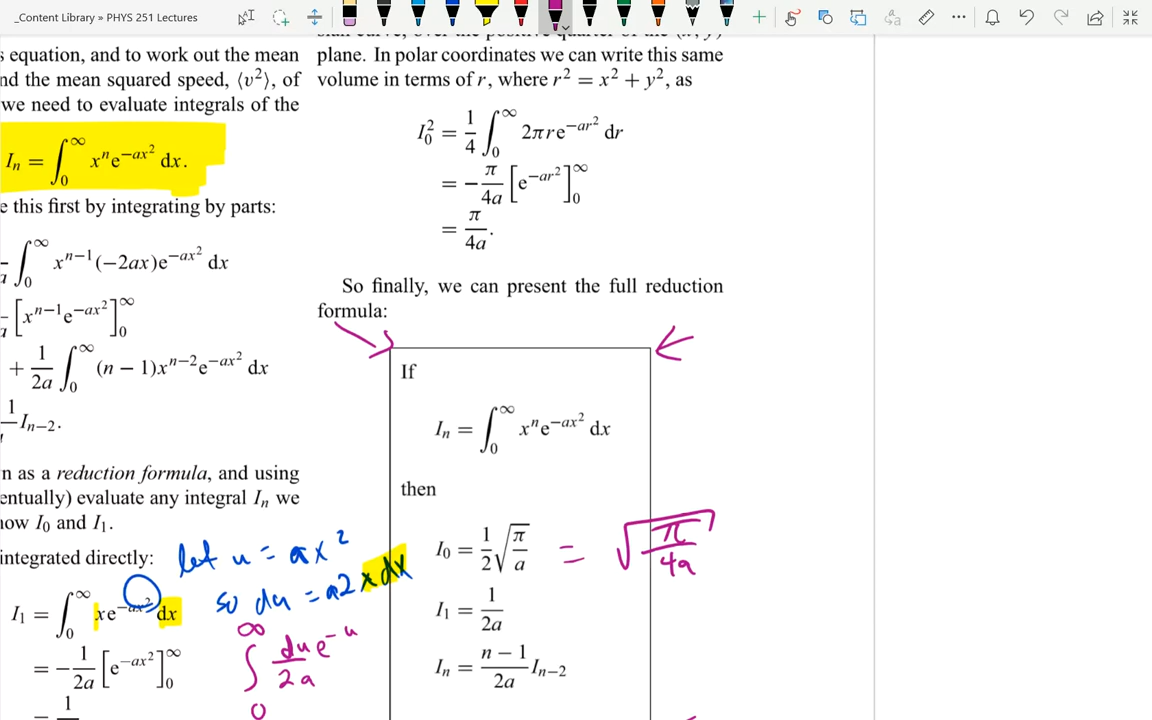 _Content Library » PHYS 251 Lectures
s equation, and to work out the mean
nd the mean squared speed, ⟨v²⟩, of
we need to evaluate integrals of the
I_n = ∫_0^∞ x^n e^{−ax²} dx.
e this first by integrating by parts:
∫_0^∞ x^{n−1}(−2ax)e^{−ax²} dx
[x^{n−1}e^{−ax²}]_0^∞
+ 1/2a ∫_0^∞ (n − 1)x^{n−2}e^{−ax²} dx
1
I_{n−2}.
n as a reduction formula, and using
entually) evaluate any integral I_n we
now I_0 and I_1.
integrated directly:
let u = ax²
so du = a2x dx
I_1 = ∫_0^∞ xe^{−ax²} dx
= −1/2a [e^{−ax²}]_0^∞
∫_0^∞ du e^{−u} / 2a
= 1
plane. In polar coordinates we can write this same
volume in terms of r, where r² = x² + y², as
I_0² = 1/4 ∫_0^∞ 2πre^{−ar²} dr
= −π/4a [e^{−ar²}]_0^∞
= π/4a.
So finally, we can present the full reduction
formula:
If
I_n = ∫_0^∞ x^n e^{−ax²} dx
then
I_0 = 1/2 √(π/a) = √(π/4a)
I_1 = 1/2a
I_n = (n − 1)/2a I_{n−2}